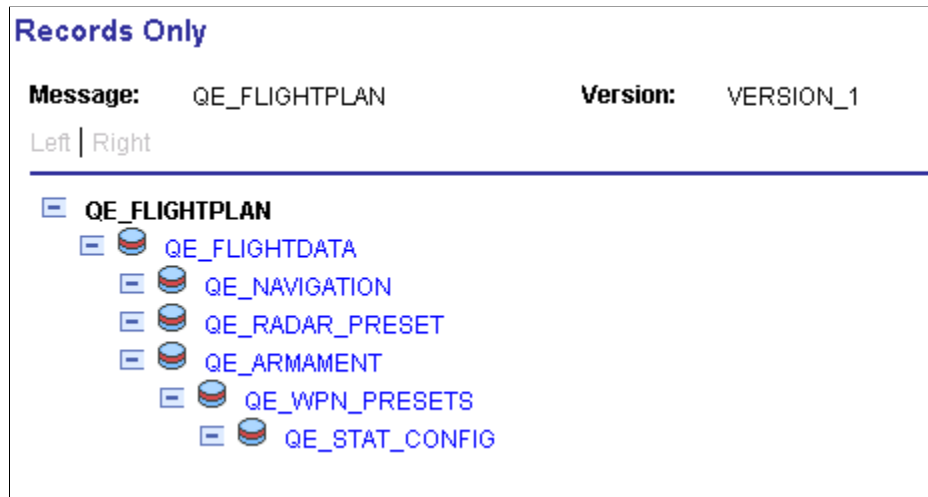 Records Only
Message: QE_FLIGHTPLAN Version: VERSION_1
Left | Right
QE_FLIGHTPLAN
QE_FLIGHTDATA
QE_NAVIGATION
QE_RADAR_PRESET
QE_ARMAMENT
QE_WPN_PRESETS
QE_STAT_CONFIG